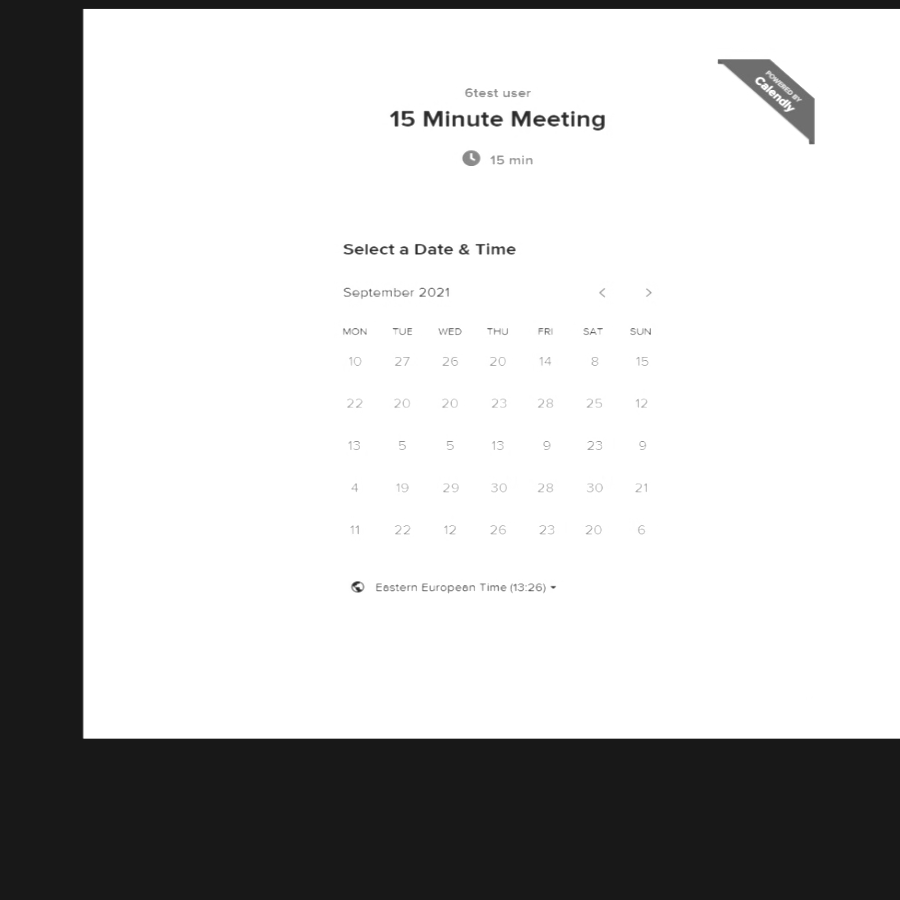 POWERED BY
Calendly
6test user
15 Minute Meeting
15 min
Select a Date & Time
September 2021
MON TUE WED THU FRI SAT SUN
10 27 26 20 14 8 15
22 20 20 23 28 25 12
13 5 5 13 9 23 9
4 19 29 30 28 30 21
11 22 12 26 23 20 6
Eastern European Time (13:26)